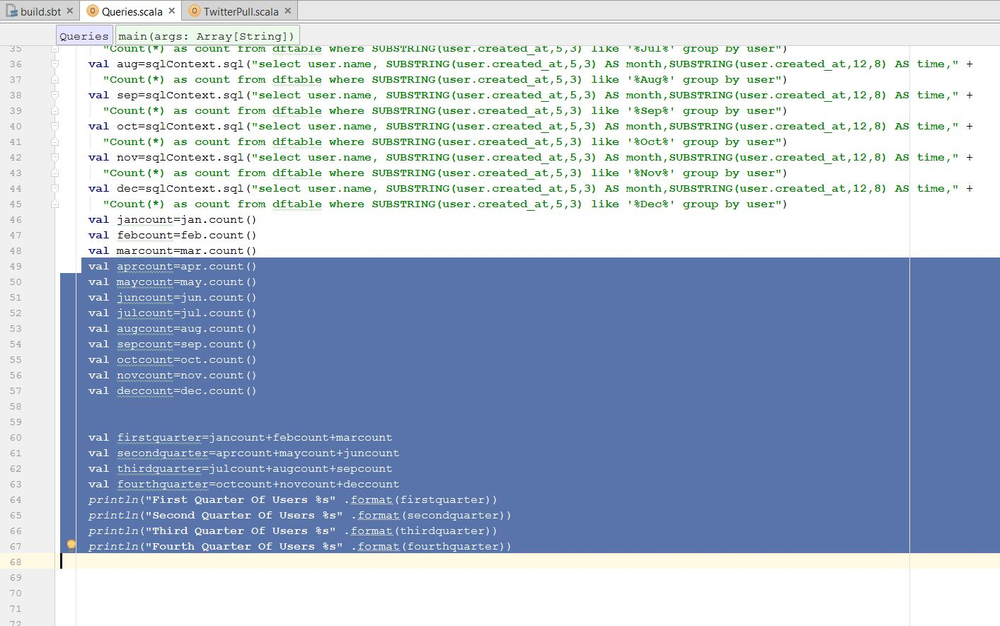 build.sbt × Queries.scala × TwitterPull.scala ×
Queries main(args: Array[String])
35 "Count(*) as count from dftable where SUBSTRING(user.created_at,5,3) like '%Jul%' group by user")
36 val aug=sqlContext.sql("select user.name, SUBSTRING(user.created_at,5,3) AS month,SUBSTRING(user.created_at,12,8) AS time," +
37 "Count(*) as count from dftable where SUBSTRING(user.created_at,5,3) like '%Aug%' group by user")
38 val sep=sqlContext.sql("select user.name, SUBSTRING(user.created_at,5,3) AS month,SUBSTRING(user.created_at,12,8) AS time," +
39 "Count(*) as count from dftable where SUBSTRING(user.created_at,5,3) like '%Sep%' group by user")
40 val oct=sqlContext.sql("select user.name, SUBSTRING(user.created_at,5,3) AS month,SUBSTRING(user.created_at,12,8) AS time," +
41 "Count(*) as count from dftable where SUBSTRING(user.created_at,5,3) like '%Oct%' group by user")
42 val nov=sqlContext.sql("select user.name, SUBSTRING(user.created_at,5,3) AS month,SUBSTRING(user.created_at,12,8) AS time," +
43 "Count(*) as count from dftable where SUBSTRING(user.created_at,5,3) like '%Nov%' group by user")
44 val dec=sqlContext.sql("select user.name, SUBSTRING(user.created_at,5,3) AS month,SUBSTRING(user.created_at,12,8) AS time," +
45 "Count(*) as count from dftable where SUBSTRING(user.created_at,5,3) like '%Dec%' group by user")
46 val jancount=jan.count()
47 val febcount=feb.count()
48 val marcount=mar.count()
49 val aprcount=apr.count()
50 val maycount=may.count()
51 val juncount=jun.count()
52 val julcount=jul.count()
53 val augcount=aug.count()
54 val sepcount=sep.count()
55 val octcount=oct.count()
56 val novcount=nov.count()
57 val deccount=dec.count()
58
59
60 val firstquarter=jancount+febcount+marcount
61 val secondquarter=aprcount+maycount+juncount
62 val thirdquarter=julcount+augcount+sepcount
63 val fourthquarter=octcount+novcount+deccount
64 println("First Quarter Of Users %s" .format(firstquarter))
65 println("Second Quarter Of Users %s" .format(secondquarter))
66 println("Third Quarter Of Users %s" .format(thirdquarter))
67 println("Fourth Quarter Of Users %s" .format(fourthquarter))
68
69
70
71
72